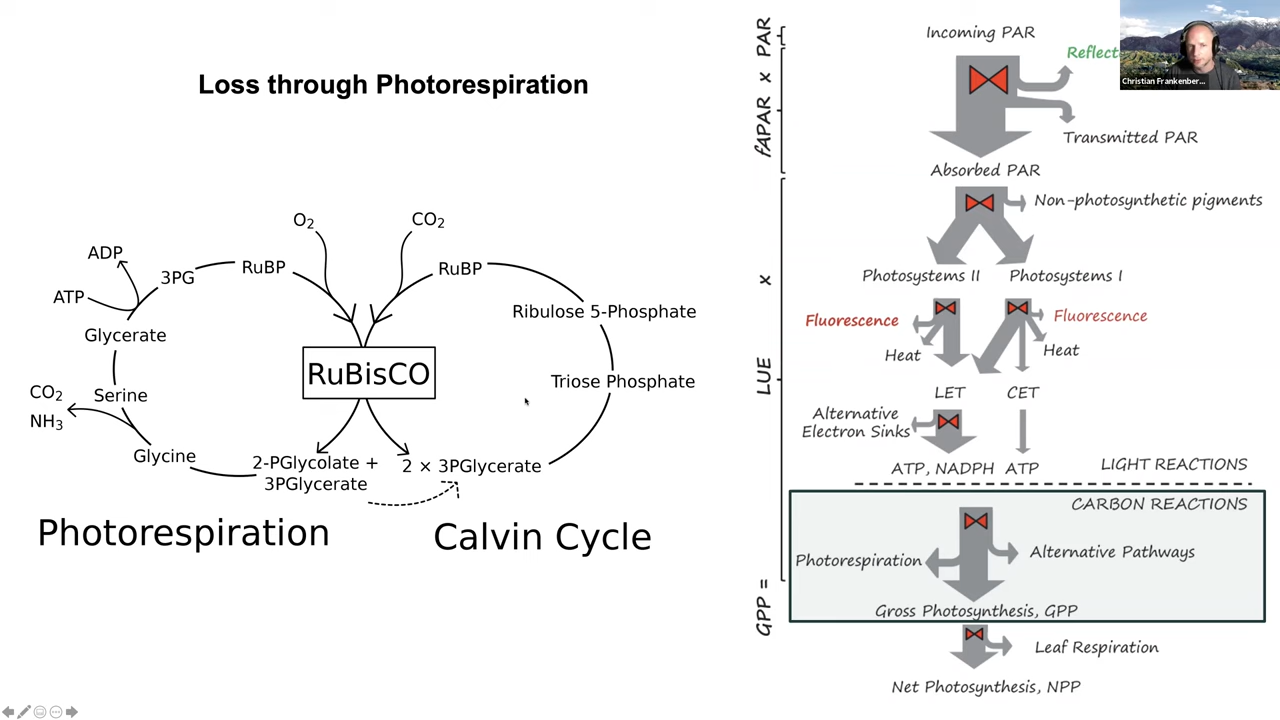 Loss through Photorespiration
O2
CO2
ADP
3PG
RuBP
RuBP
ATP
Glycerate
Ribulose 5-Phosphate
RuBisCO
Triose Phosphate
CO2
NH3
Serine
Glycine
2-PGlycolate +
3PGlycerate
2 × 3PGlycerate
Photorespiration
Calvin Cycle
PAR
fAPAR x
x
LUE
GPP =
Incoming PAR
Transmitted PAR
Absorbed PAR
Non-photosynthetic pigments
Photosystems II
Photosystems I
Fluorescence
Fluorescence
Heat
Heat
LET
CET
Alternative
Electron Sinks
ATP, NADPH
ATP
LIGHT REACTIONS
CARBON REACTIONS
Photorespiration
Alternative Pathways
Gross Photosynthesis, GPP
Leaf Respiration
Net Photosynthesis, NPP
Christian Frankenber...